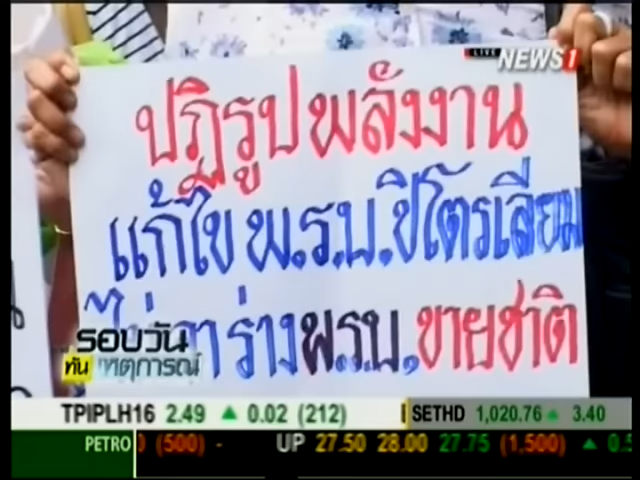 LIVE NEWS1
ปฏิรูปพลังงาน
แก้ไข พ.ร.บ.ปิโตรเลียม
ร่าง พ.ร.บ. ขายชาติ
รอบวัน
ทันเหตุการณ์
TPIPLH16 2.49 ▲ 0.02 (212) SETHD 1,020.76 ▲ 3.40
PETRO (500) - UP 27.50 28.00 27.75 (1,500) ▲